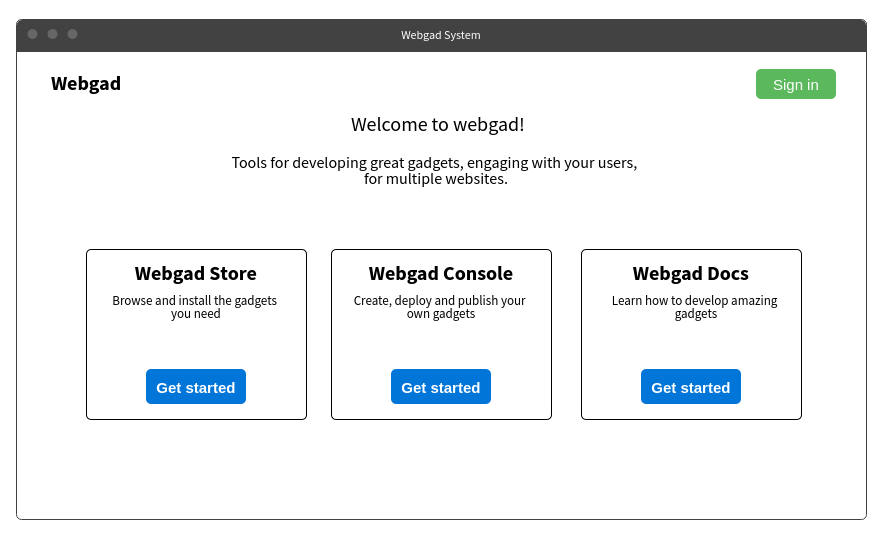 Webgad System
Webgad
Sign in
Welcome to webgad!
Tools for developing great gadgets, engaging with your users,
for multiple websites.
Webgad Store
Browse and install the gadgets
you need
Get started
Webgad Console
Create, deploy and publish your
own gadgets
Get started
Webgad Docs
Learn how to develop amazing
gadgets
Get started